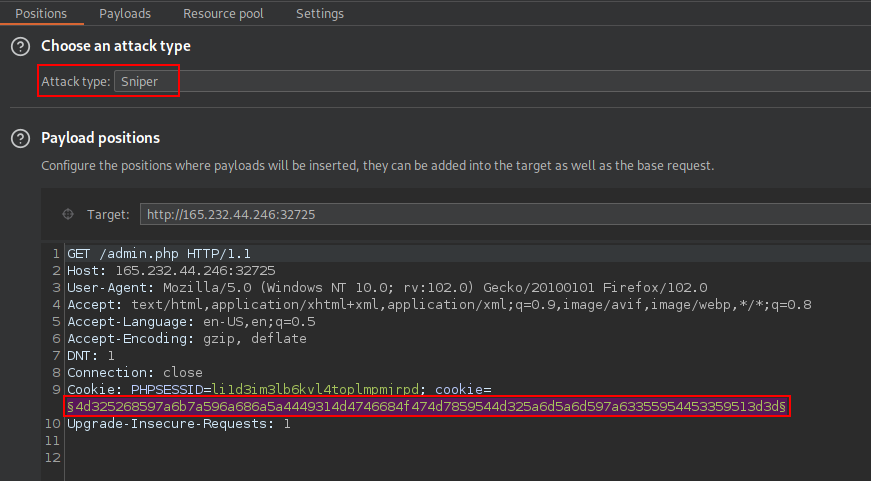 Positions Payloads Resource pool Settings
Choose an attack type
Attack type: Sniper
Payload positions
Configure the positions where payloads will be inserted, they can be added into the target as well as the base request.
Target: http://165.232.44.246:32725
1 GET /admin.php HTTP/1.1
2 Host: 165.232.44.246:32725
3 User-Agent: Mozilla/5.0 (Windows NT 10.0; rv:102.0) Gecko/20100101 Firefox/102.0
4 Accept: text/html,application/xhtml+xml,application/xml;q=0.9,image/avif,image/webp,*/*;q=0.8
5 Accept-Language: en-US,en;q=0.5
6 Accept-Encoding: gzip, deflate
7 DNT: 1
8 Connection: close
9 Cookie: PHPSESSID=li1d3im3lb6kvl4toplmpmjrpd; cookie=
§4d325268597a6b7a596a686a5a4449314d4746684f474d7859544d325a6d5a6d597a63355954453359513d3d§
10 Upgrade-Insecure-Requests: 1
11
12